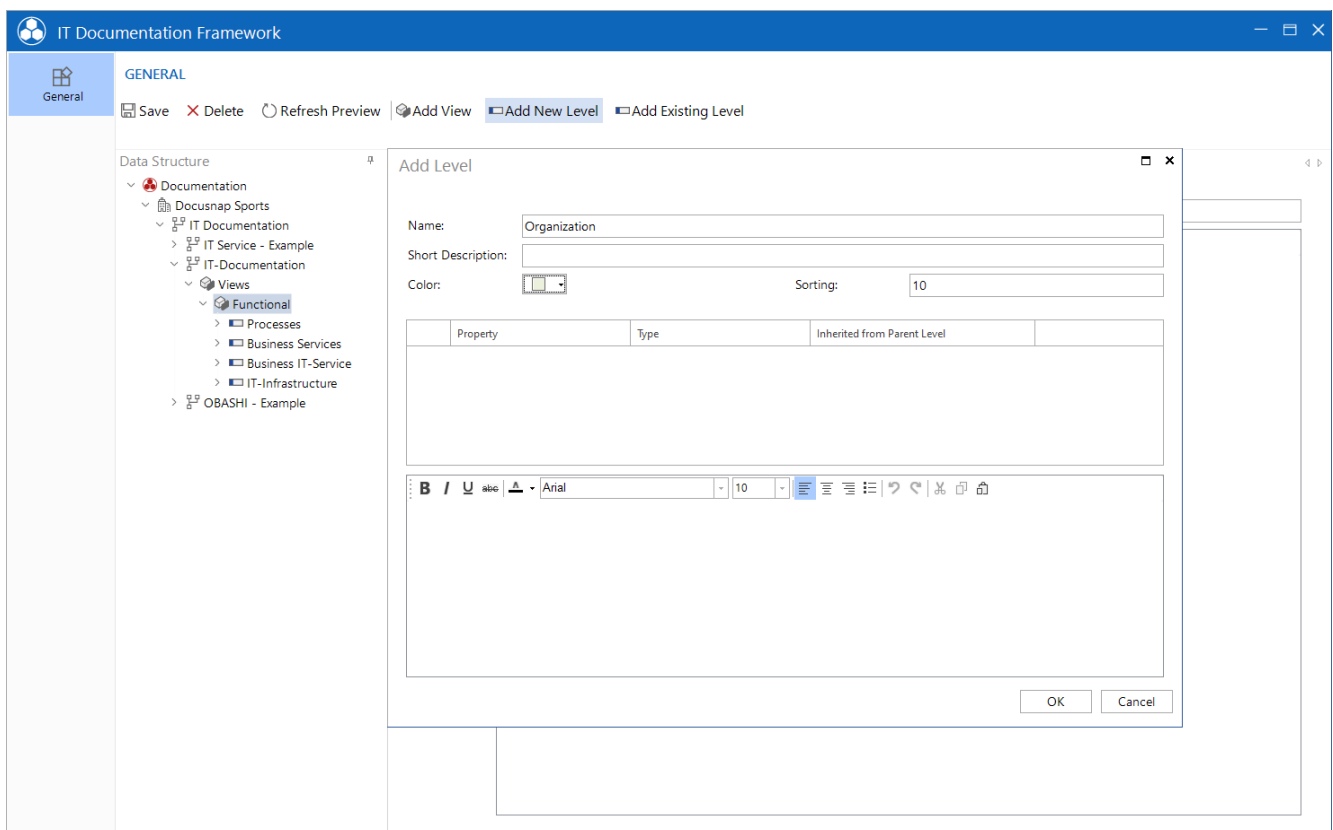 IT Documentation Framework
General
GENERAL
Save Delete Refresh Preview Add View Add New Level Add Existing Level
Data Structure
Documentation
Docusnap Sports
IT Documentation
IT Service - Example
IT-Documentation
Views
Functional
Processes
Business Services
Business IT-Service
IT-Infrastructure
OBASHI - Example
Add Level
Name: Organization
Short Description:
Color: Sorting: 10
Property Type Inherited from Parent Level
B I U abc A Arial 10
OK Cancel